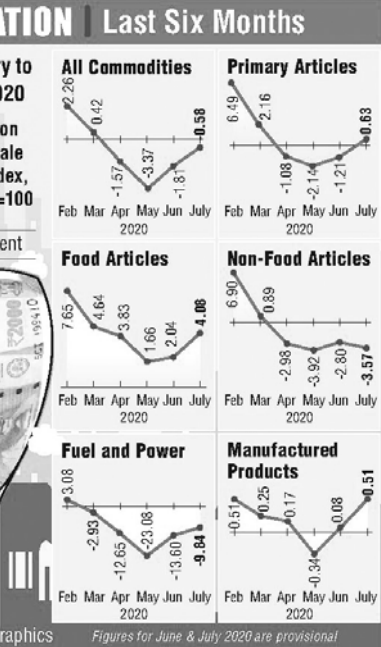 ATION | Last Six Months
y to
020
on
ale
dex,
=100
ent
All Commodities
2.26
0.42
-1.57
-3.37
-1.81
0.58
Feb Mar Apr May Jun July
2020
Primary Articles
6.49
2.16
-1.08
-2.14
-1.21
0.63
Feb Mar Apr May Jun July
2020
Food Articles
7.65
4.64
3.83
1.66
2.04
4.08
Feb Mar Apr May Jun July
2020
Non-Food Articles
6.90
0.89
-2.98
-3.92
-2.80
-3.57
Feb Mar Apr May Jun July
2020
Fuel and Power
3.08
-2.93
-12.65
-23.08
-13.60
-9.84
Feb Mar Apr May Jun July
2020
Manufactured
Products
0.51
0.25
0.17
-0.34
0.08
0.51
Feb Mar Apr May Jun July
2020
₹2000
raphics
Figures for June & July 2020 are provisional